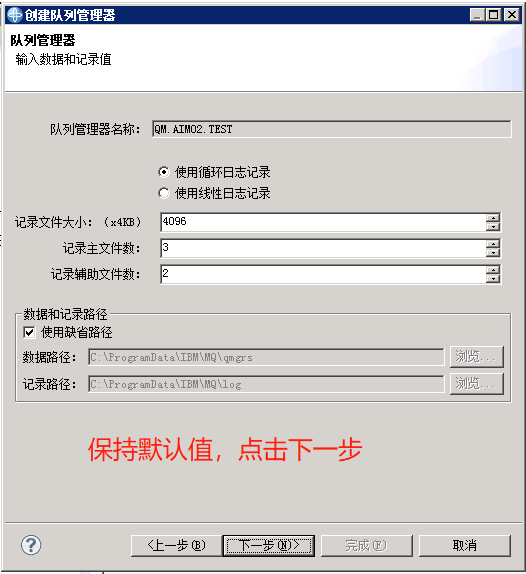 创建队列管理器
队列管理器
输入数据和记录值
队列管理器名称： QM.AIMO2.TEST
使用循环日志记录
使用线性日志记录
记录文件大小：（x4KB） 4096
记录主文件数： 3
记录辅助文件数： 2
数据和记录路径
使用缺省路径
数据路径： C:\ProgramData\IBM\MQ\qmgrs 浏览...
记录路径： C:\ProgramData\IBM\MQ\log 浏览...
保持默认值，点击下一步
? <上一步(B) 下一步(N)> 完成(F) 取消